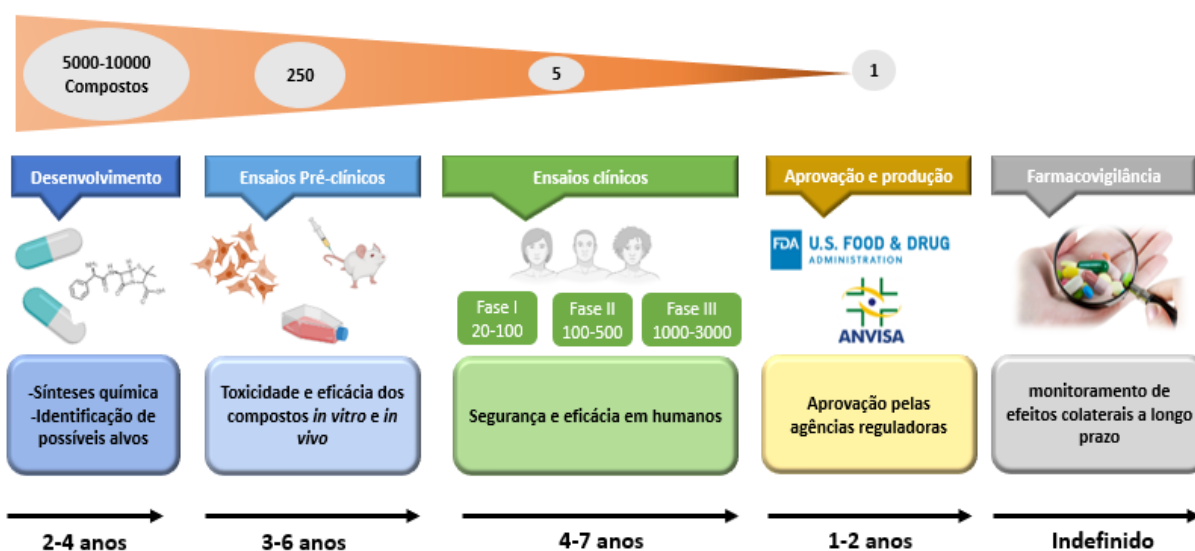 5000-10000
Compostos
250
5
1
Desenvolvimento
Ensaios Pré-clínicos
Ensaios clínicos
Aprovação e produção
Farmacovigilância
NH₂
H
N
O
O
N
S
O
OH
FDA
U.S. FOOD & DRUG
ADMINISTRATION
ANVISA
Fase I
20-100
Fase II
100-500
Fase III
1000-3000
-Sínteses química
-Identificação de
possíveis alvos
Toxicidade e eficácia dos
compostos in vitro e in
vivo
Segurança e eficácia em humanos
Aprovação pelas
agências reguladoras
monitoramento de
efeitos colaterais a longo
prazo
2-4 anos
3-6 anos
4-7 anos
1-2 anos
Indefinido